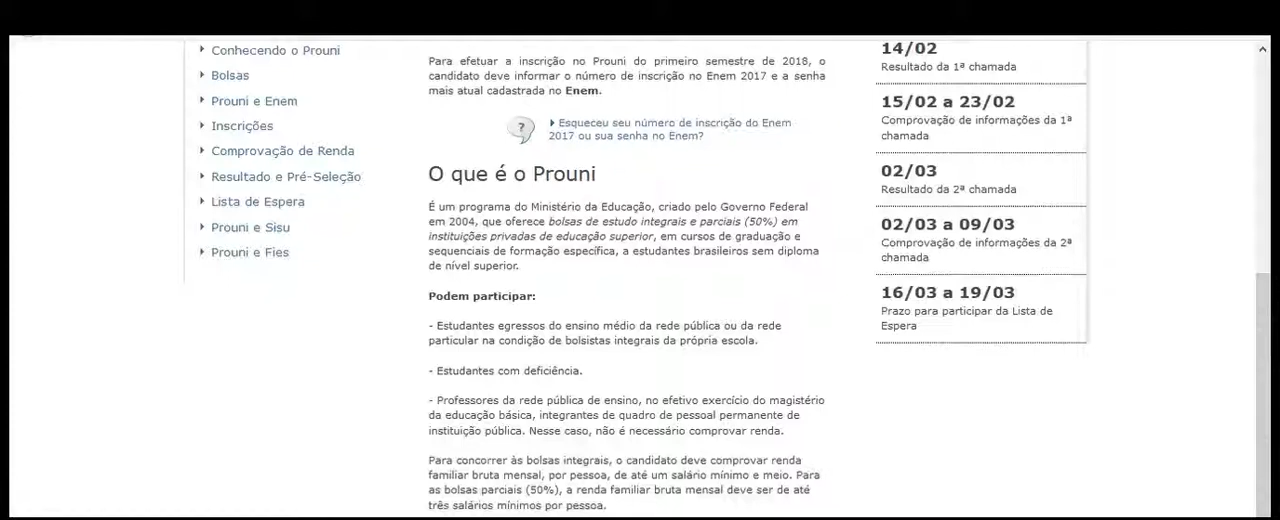 Conhecendo o Prouni
Bolsas
Prouni e Enem
Inscrições
Comprovação de Renda
Resultado e Pré-Seleção
Lista de Espera
Prouni e Sisu
Prouni e Fies
Para efetuar a inscrição no Prouni do primeiro semestre de 2018, o
candidato deve informar o número de inscrição no Enem 2017 e a senha
mais atual cadastrada no Enem.
Esqueceu seu número de inscrição do Enem
2017 ou sua senha no Enem?
O que é o Prouni
É um programa do Ministério da Educação, criado pelo Governo Federal
em 2004, que oferece bolsas de estudo integrais e parciais (50%) em
instituições privadas de educação superior, em cursos de graduação e
sequenciais de formação específica, a estudantes brasileiros sem diploma
de nível superior.
Podem participar:
- Estudantes egressos do ensino médio da rede pública ou da rede
particular na condição de bolsistas integrais da própria escola.
- Estudantes com deficiência.
- Professores da rede pública de ensino, no efetivo exercício do magistério
da educação básica, integrantes de quadro de pessoal permanente de
instituição pública. Nesse caso, não é necessário comprovar renda.
Para concorrer às bolsas integrais, o candidato deve comprovar renda
familiar bruta mensal, por pessoa, de até um salário mínimo e meio. Para
as bolsas parciais (50%), a renda familiar bruta mensal deve ser de até
três salários mínimos por pessoa.
14/02
Resultado da 1ª chamada
15/02 a 23/02
Comprovação de informações da 1ª
chamada
02/03
Resultado da 2ª chamada
02/03 a 09/03
Comprovação de informações da 2ª
chamada
16/03 a 19/03
Prazo para participar da Lista de
Espera